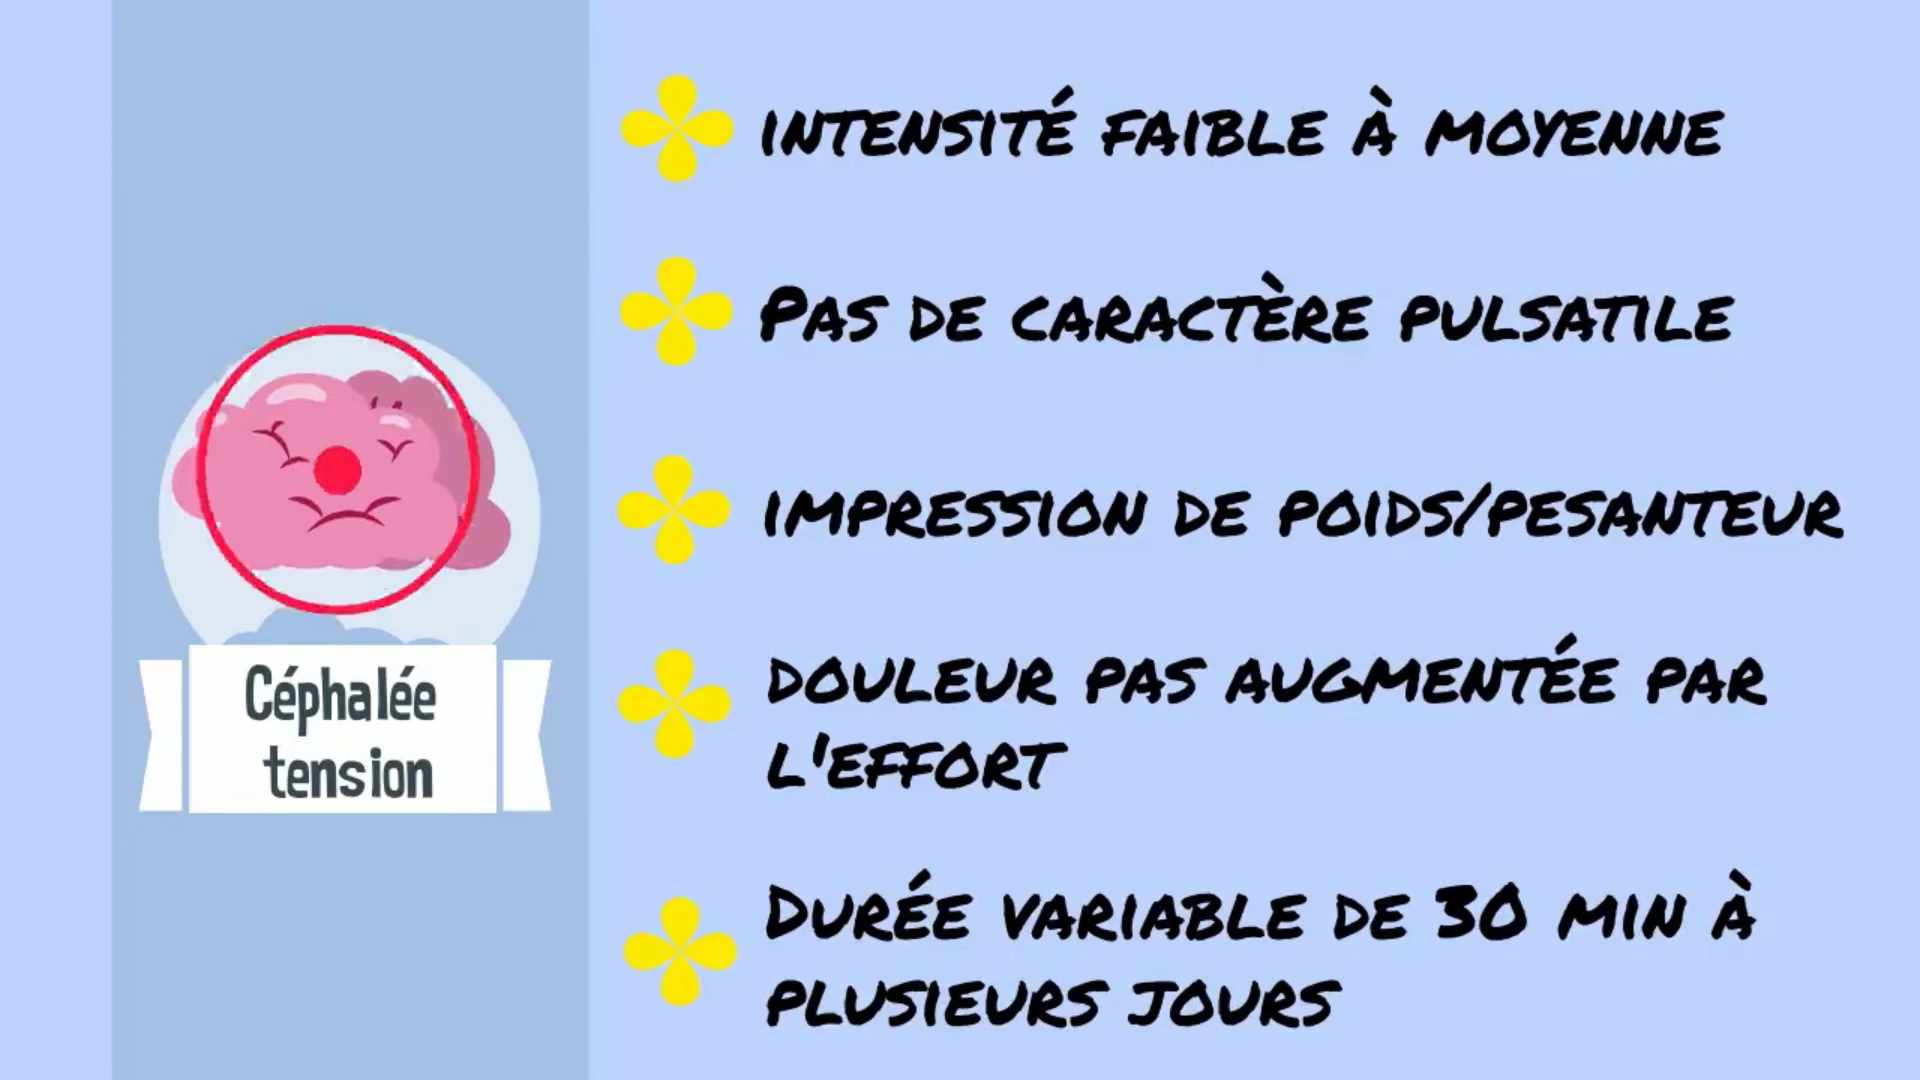 Céphalée
tension
INTENSITÉ FAIBLE À MOYENNE
PAS DE CARACTÈRE PULSATILE
IMPRESSION DE POIDS/PESANTEUR
DOULEUR PAS AUGMENTÉE PAR
L'EFFORT
DURÉE VARIABLE DE 30 MIN À
PLUSIEURS JOURS